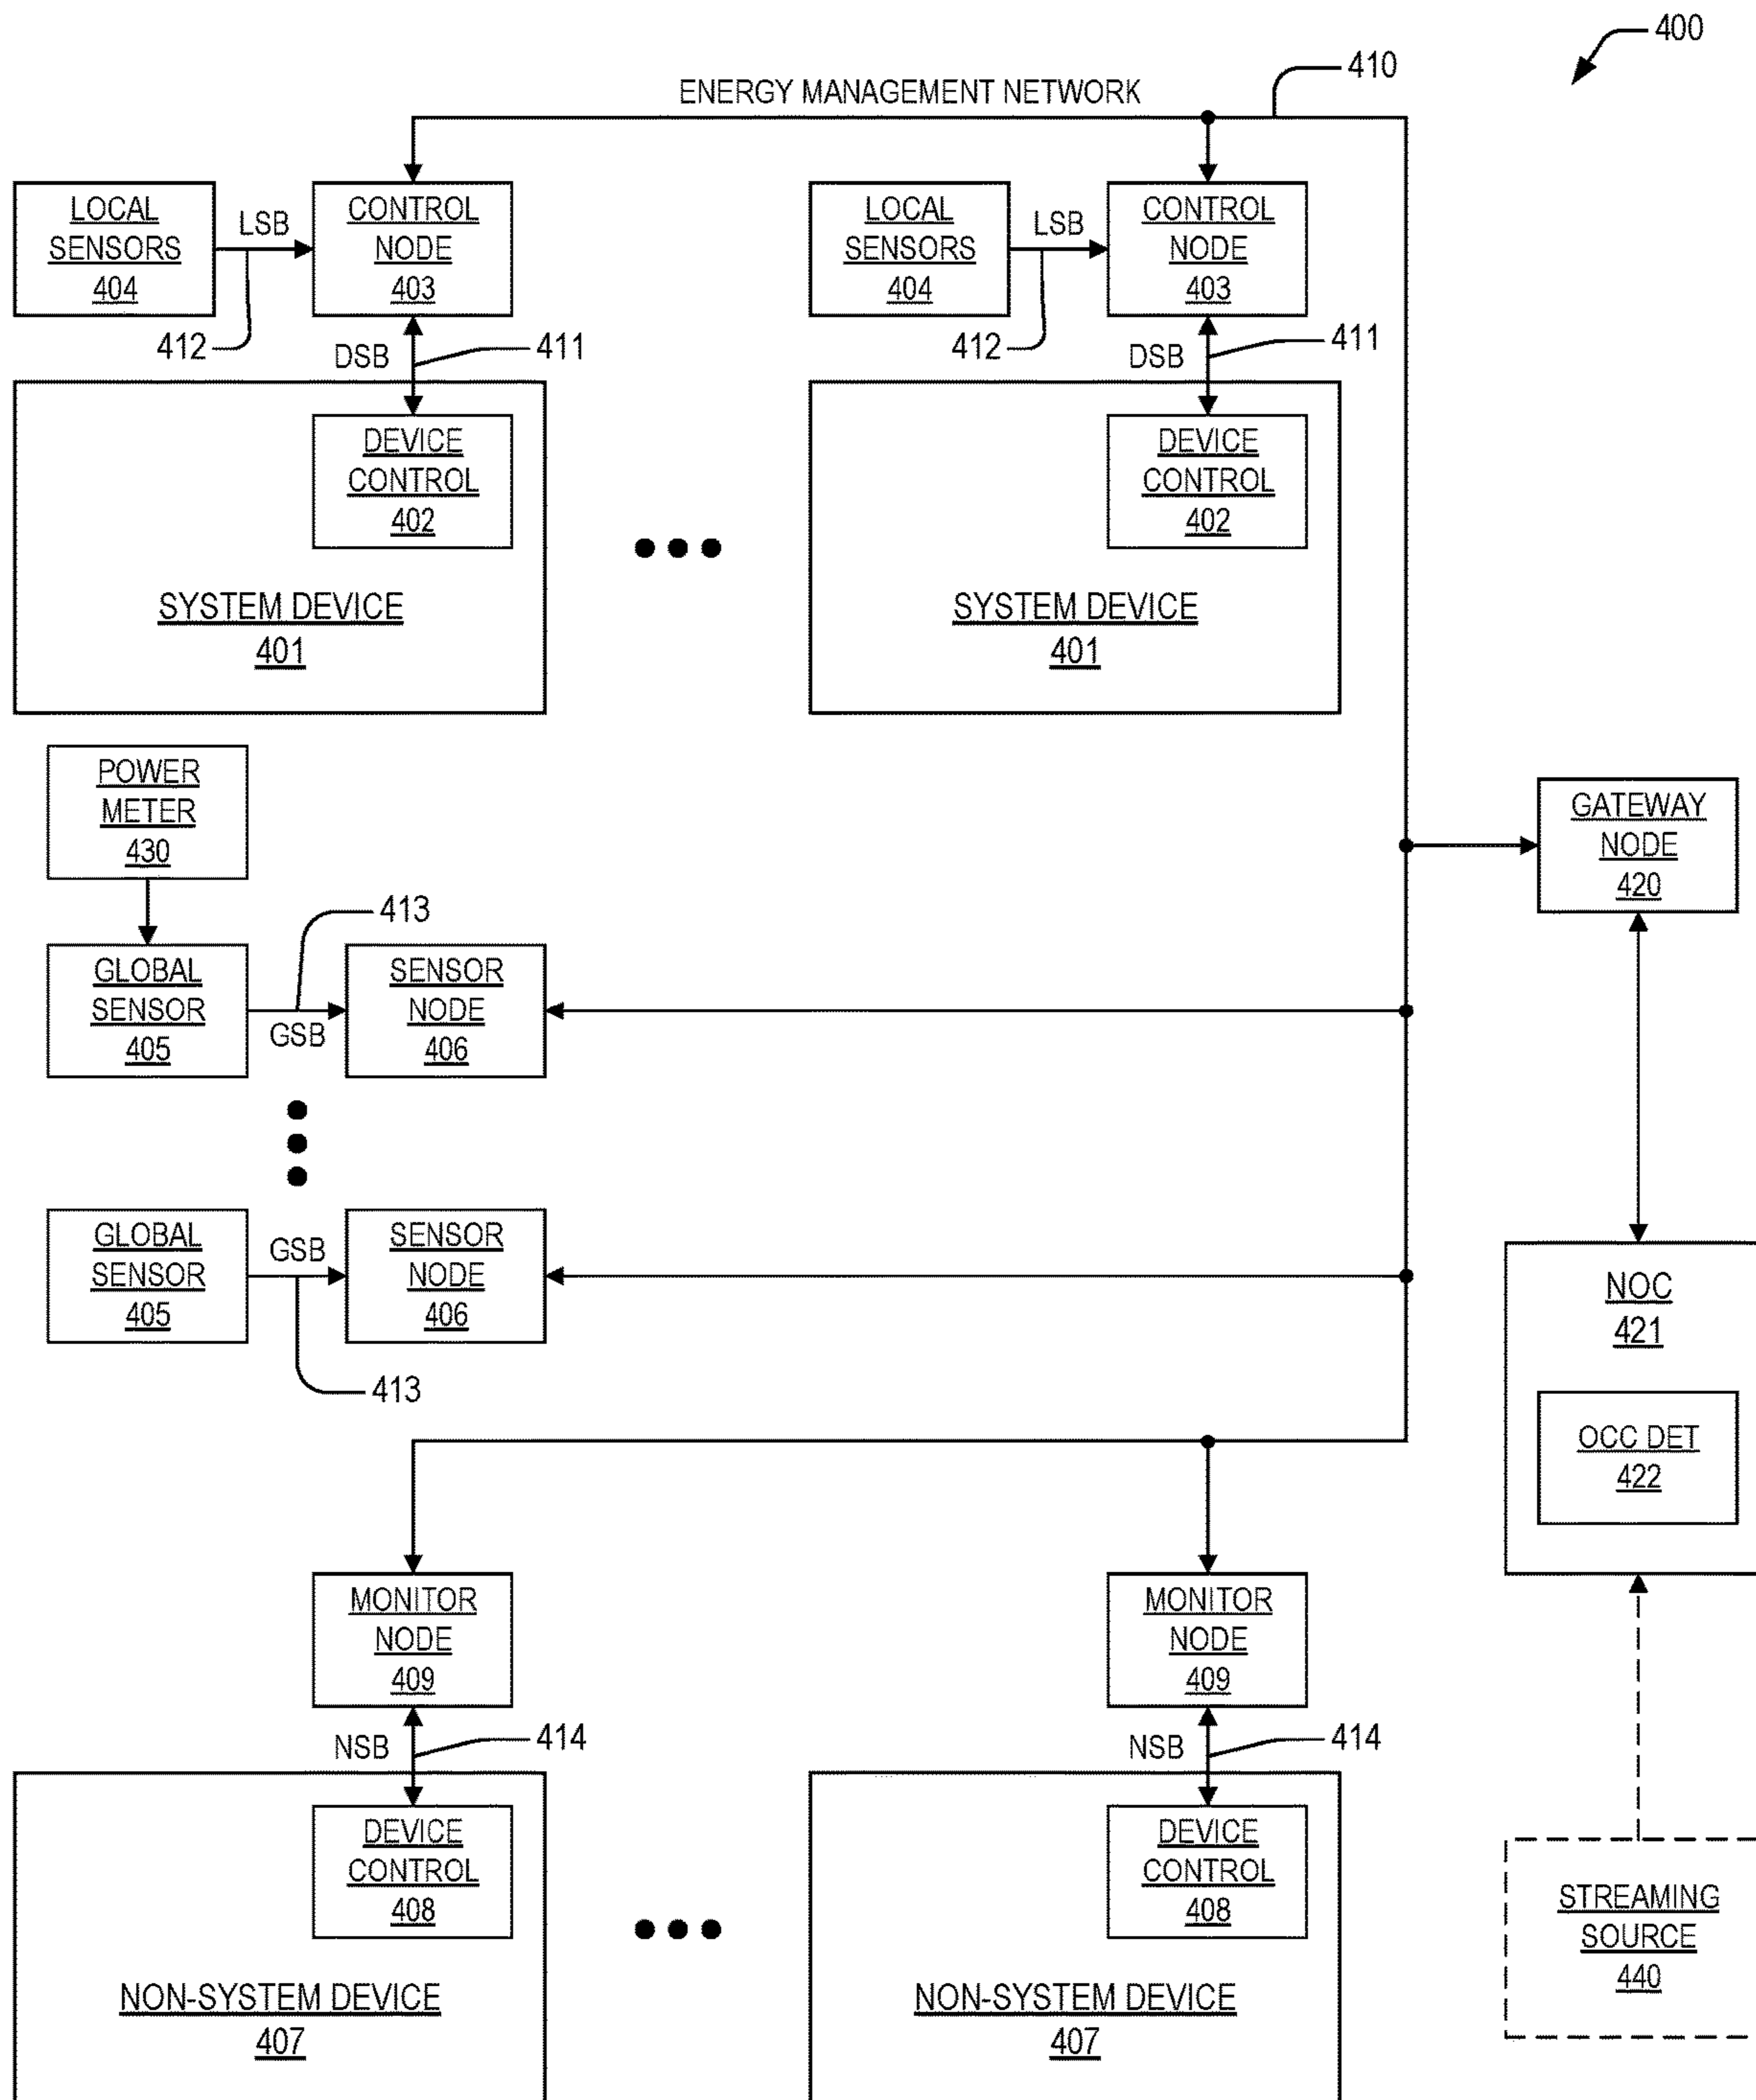 400
410
ENERGY MANAGEMENT NETWORK
LOCAL
SENSORS
404
LSB
412
CONTROL
NODE
403
LOCAL
SENSORS
404
LSB
412
CONTROL
NODE
403
DSB
411
DSB
411
DEVICE
CONTROL
402
SYSTEM DEVICE
401
DEVICE
CONTROL
402
SYSTEM DEVICE
401
POWER
METER
430
GATEWAY
NODE
420
413
GLOBAL
SENSOR
405
GSB
SENSOR
NODE
406
GLOBAL
SENSOR
405
GSB
413
SENSOR
NODE
406
NOC
421
OCC DET
422
MONITOR
NODE
409
MONITOR
NODE
409
NSB
414
NSB
414
DEVICE
CONTROL
408
NON-SYSTEM DEVICE
407
DEVICE
CONTROL
408
NON-SYSTEM DEVICE
407
STREAMING
SOURCE
440